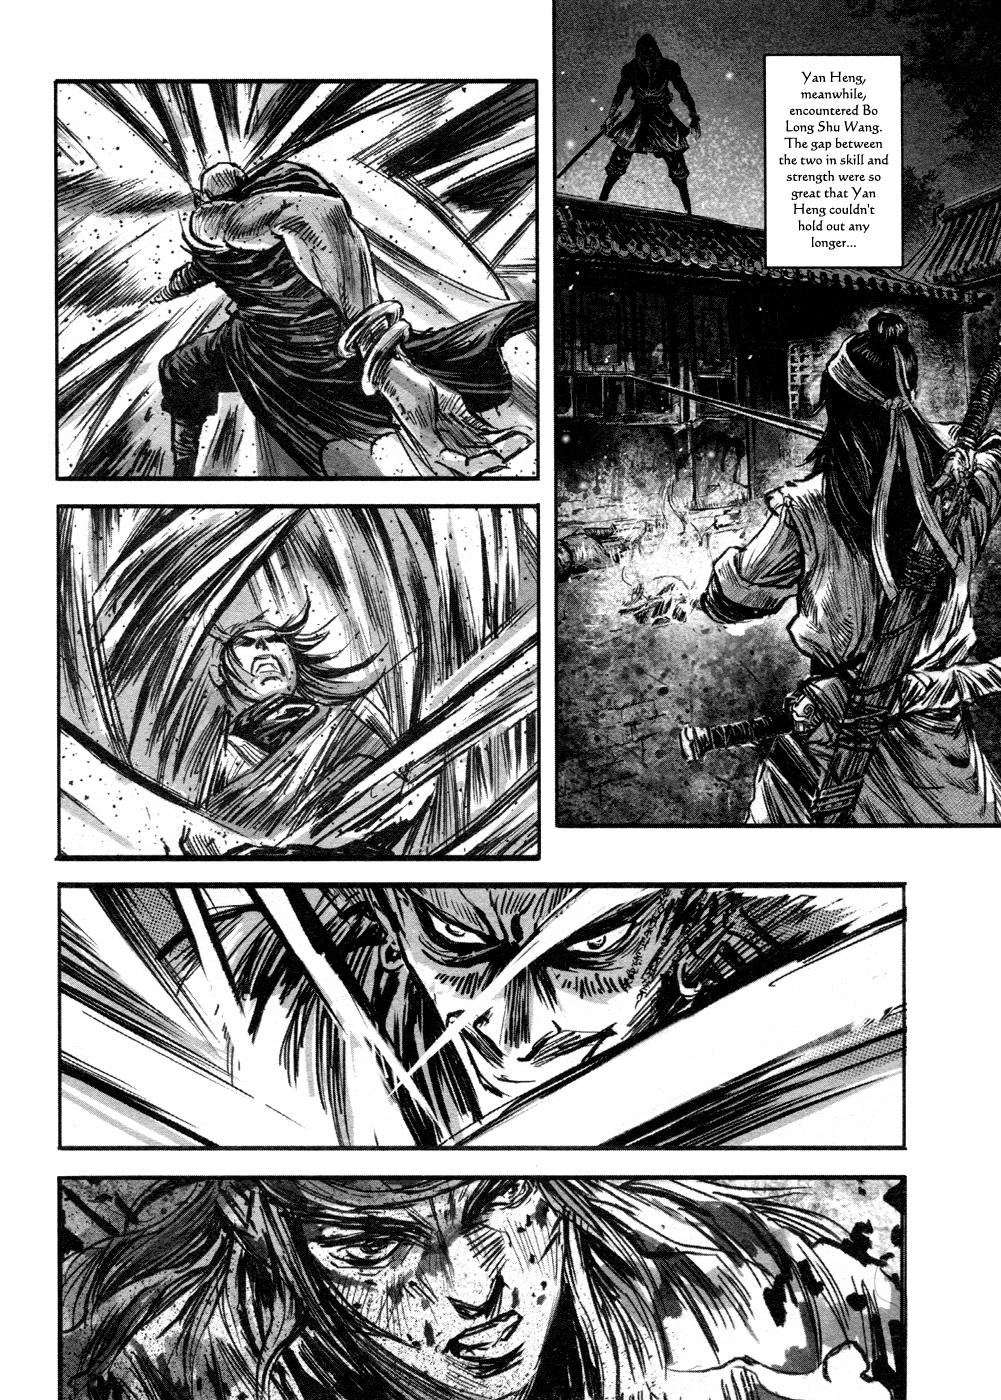 Yan Heng,
meanwhile,
encountered Bo
Long Shu Wang.
The gap between
the two in skill and
strength were so
great that Yan
Heng couldn't
hold out any
longer...